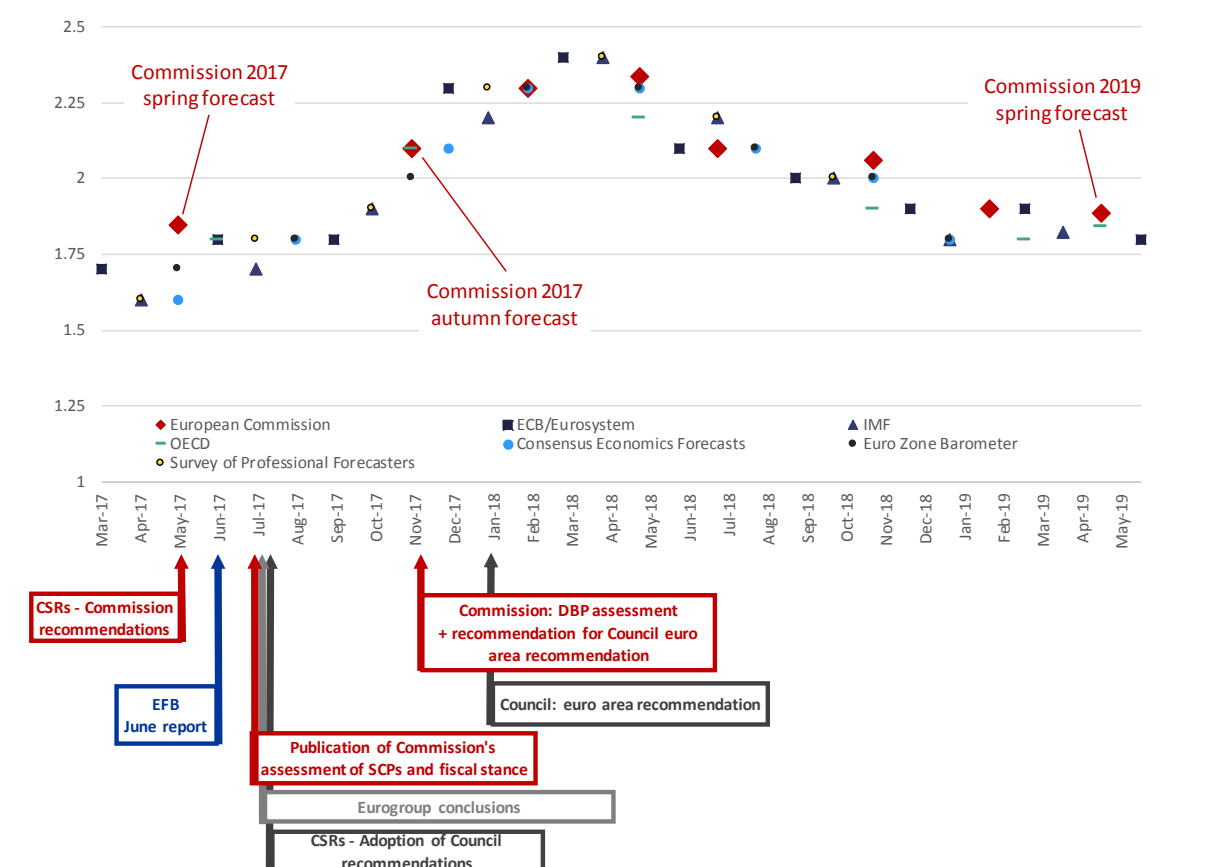 2.5
Commission 2017
spring forecast
Commission 2019
spring forecast
2.25
2
1.75
Commission 2017
autumn forecast
1.5
1.25
European Commission
ECB/Eurosystem
IMF
OECD
Consensus Economics Forecasts
Euro Zone Barometer
Survey of Professional Forecasters
1
Mar-17
Apr-17
May-17
Jun-17
Jul-17
Aug-17
Sep-17
Oct-17
Nov-17
Dec-17
Jan-18
Feb-18
Mar-18
Apr-18
May-18
Jun-18
Jul-18
Aug-18
Sep-18
Oct-18
Nov-18
Dec-18
Jan-19
Feb-19
Mar-19
Apr-19
May-19
CSRs - Commission
recommendations
Commission: DBP assessment
+ recommendation for Council euro
area recommendation
EFB
June report
Council: euro area recommendation
Publication of Commission's
assessment of SCPs and fiscal stance
Eurogroup conclusions
CSRs - Adoption of Council
recommendations